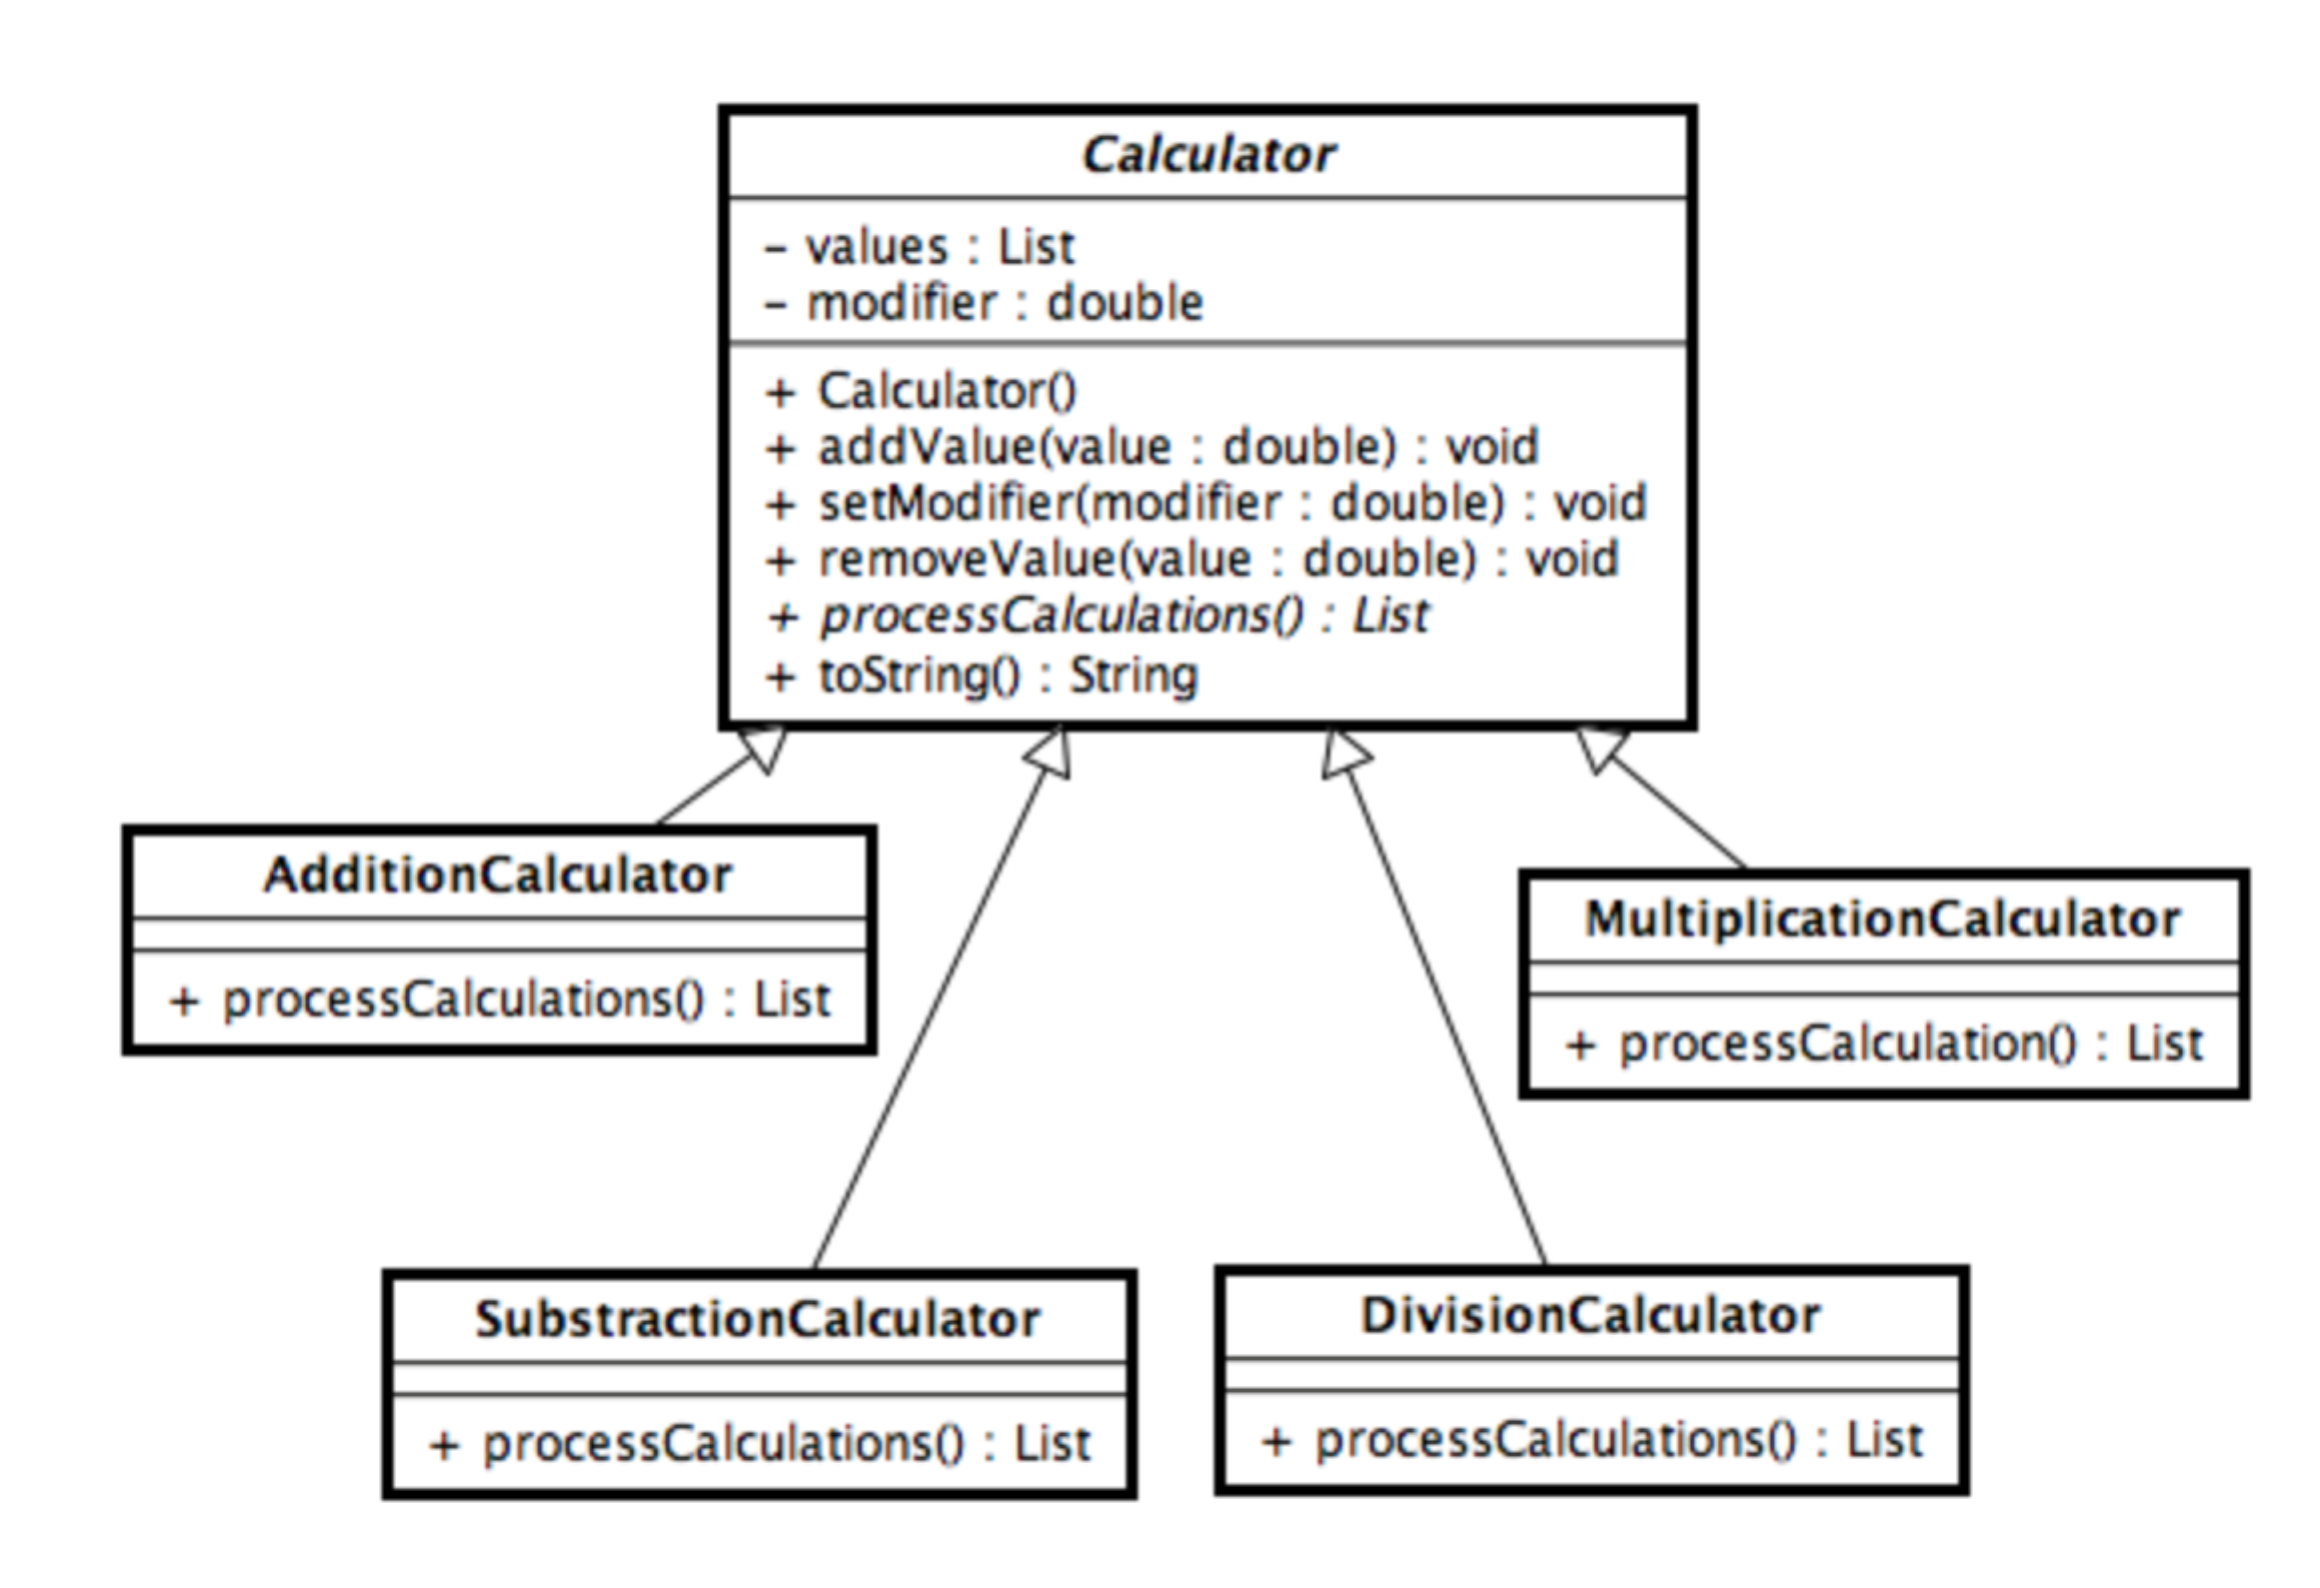 Calculator
- values : List
- modifier : double
+ Calculator()
+ addValue(value : double) : void
+ setModifier(modifier : double) : void
+ removeValue(value : double) : void
+ processCalculations() : List
+ toString() : String
AdditionCalculator
+ processCalculations() : List
MultiplicationCalculator
+ processCalculation() : List
SubstractionCalculator
+ processCalculations() : List
DivisionCalculator
+ processCalculations() : List